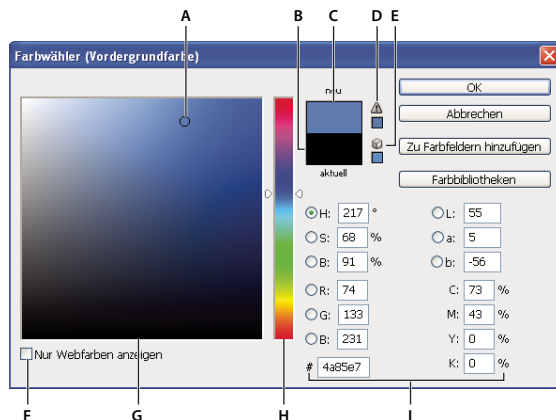 A
B C D E
Farbwähler (Vordergrundfarbe)
neu
aktuell
OK
Abbrechen
Zu Farbfeldern hinzufügen
Farbbibliotheken
H: 217 °
S: 68 %
B: 91 %
R: 74
G: 133
B: 231
# 4a85e7
L: 55
a: 5
b: -56
C: 73 %
M: 43 %
Y: 0 %
K: 0 %
Nur Webfarben anzeigen
F G H I